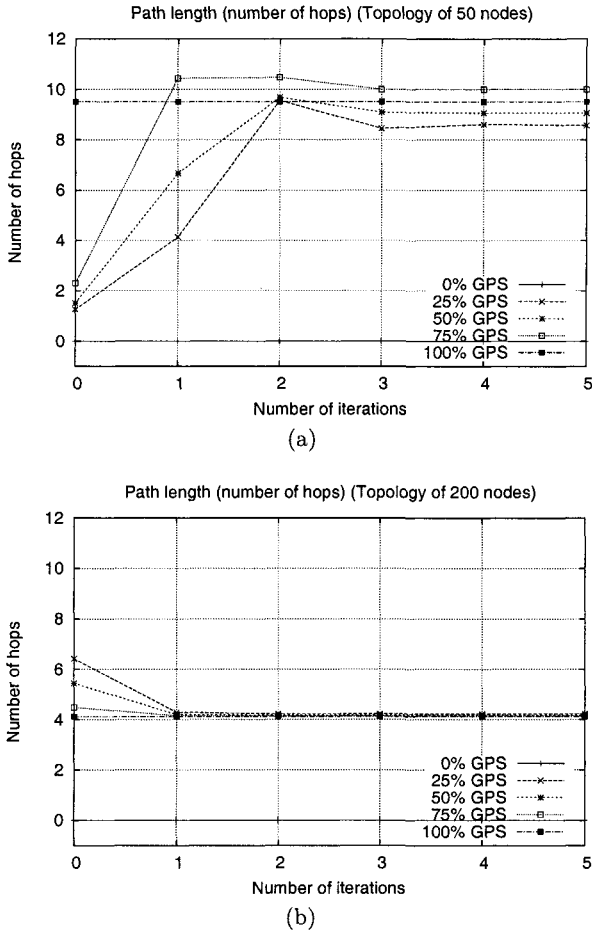 Path length (number of hops) (Topology of 50 nodes)
12
10
8
6
4
2
0
Number of hops
0% GPS
25% GPS
50% GPS
75% GPS
100% GPS
0 1 2 3 4 5
Number of iterations
(a)
Path length (number of hops) (Topology of 200 nodes)
12
10
8
6
4
2
0
Number of hops
0% GPS
25% GPS
50% GPS
75% GPS
100% GPS
0 1 2 3 4 5
Number of iterations
(b)